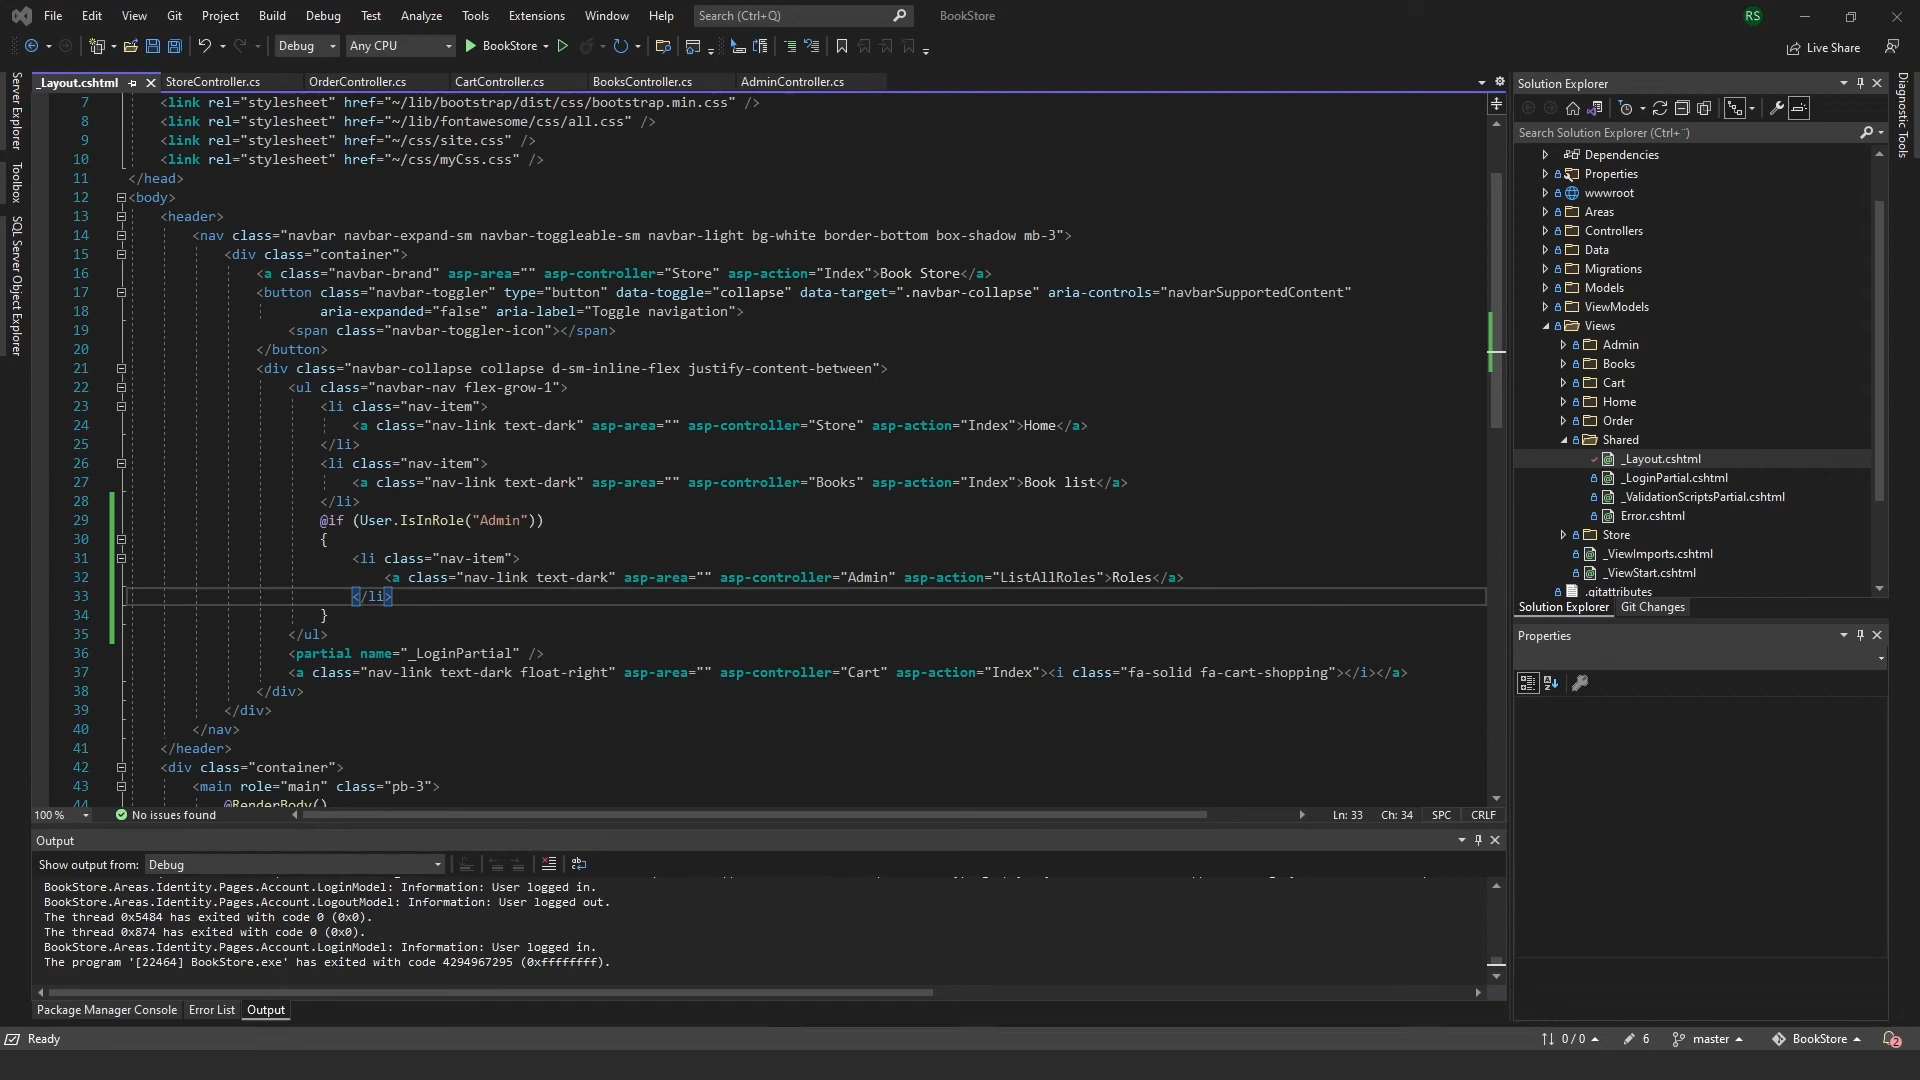 File Edit View Git Project Build Debug Test Analyze Tools Extensions Window Help Search (Ctrl+Q) BookStore RS
Debug Any CPU BookStore Live Share
_Layout.cshtml StoreController.cs OrderController.cs CartController.cs BooksController.cs AdminController.cs
Server Explorer
Toolbox
SQL Server Object Explorer
7 <link rel="stylesheet" href="~/lib/bootstrap/dist/css/bootstrap.min.css" />
8 <link rel="stylesheet" href="~/lib/fontawesome/css/all.css" />
9 <link rel="stylesheet" href="~/css/site.css" />
10 <link rel="stylesheet" href="~/css/myCss.css" />
11 </head>
12 <body>
13 <header>
14 <nav class="navbar navbar-expand-sm navbar-toggleable-sm navbar-light bg-white border-bottom box-shadow mb-3">
15 <div class="container">
16 <a class="navbar-brand" asp-area="" asp-controller="Store" asp-action="Index">Book Store</a>
17 <button class="navbar-toggler" type="button" data-toggle="collapse" data-target=".navbar-collapse" aria-controls="navbarSupportedContent"
18 aria-expanded="false" aria-label="Toggle navigation">
19 <span class="navbar-toggler-icon"></span>
20 </button>
21 <div class="navbar-collapse collapse d-sm-inline-flex justify-content-between">
22 <ul class="navbar-nav flex-grow-1">
23 <li class="nav-item">
24 <a class="nav-link text-dark" asp-area="" asp-controller="Store" asp-action="Index">Home</a>
25 </li>
26 <li class="nav-item">
27 <a class="nav-link text-dark" asp-area="" asp-controller="Books" asp-action="Index">Book list</a>
28 </li>
29 @if (User.IsInRole("Admin"))
30 {
31 <li class="nav-item">
32 <a class="nav-link text-dark" asp-area="" asp-controller="Admin" asp-action="ListAllRoles">Roles</a>
33 </li>
34 }
35 </ul>
36 <partial name="_LoginPartial" />
37 <a class="nav-link text-dark float-right" asp-area="" asp-controller="Cart" asp-action="Index"><i class="fa-solid fa-cart-shopping"></i></a>
38 </div>
39 </div>
40 </nav>
41 </header>
42 <div class="container">
43 <main role="main" class="pb-3">
44 @RenderBody()
100 % No issues found Ln: 33 Ch: 34 SPC CRLF
Output
Show output from: Debug
BookStore.Areas.Identity.Pages.Account.LoginModel: Information: User logged in.
BookStore.Areas.Identity.Pages.Account.LogoutModel: Information: User logged out.
The thread 0x5484 has exited with code 0 (0x0).
The thread 0x874 has exited with code 0 (0x0).
BookStore.Areas.Identity.Pages.Account.LoginModel: Information: User logged in.
The program '[22464] BookStore.exe' has exited with code 4294967295 (0xffffffff).
Package Manager Console Error List Output
Solution Explorer
Search Solution Explorer (Ctrl+¨)
Dependencies
Properties
wwwroot
Areas
Controllers
Data
Migrations
Models
ViewModels
Views
Admin
Books
Cart
Home
Order
Shared
_Layout.cshtml
_LoginPartial.cshtml
_ValidationScriptsPartial.cshtml
Error.cshtml
Store
_ViewImports.cshtml
_ViewStart.cshtml
.gitattributes
Solution Explorer Git Changes
Properties
Diagnostic Tools
Ready 0 / 0 6 master BookStore 2